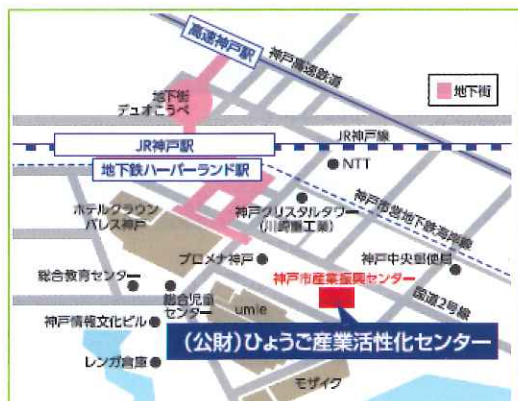 高速神戸駅
神戸高速鉄道
地下街
デュオこうべ
地下街
JR神戸線
JR神戸駅
地下鉄ハーバーランド駅
NTT
神戸市営地下鉄海岸線
ホテルクラウン
パレス神戸
神戸クリスタルタワー
(川崎重工業)
プロメナ神戸
神戸中央郵便局
神戸市産業振興センター
総合教育センター
総合児童
センター
umie
国道2号線
神戸情報文化ビル
(公財)ひょうご産業活性化センター
レンガ倉庫
モザイク